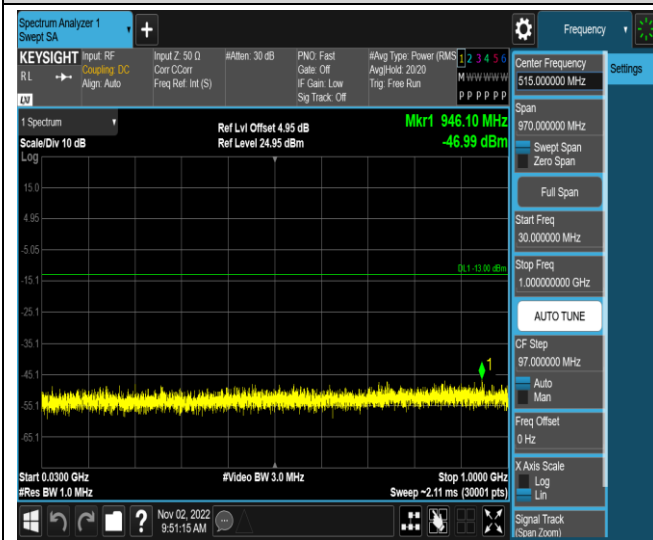 Spectrum Analyzer 1
Swept SA
+
Frequency
KEYSIGHT
RL
LXI
Input: RF
Coupling: DC
Align: Auto
Input Z: 50 Ω
Corr CCorr
Freq Ref: Int (S)
#Atten: 30 dB
PNO: Fast
Gate: Off
IF Gain: Low
Sig Track: Off
#Avg Type: Power (RMS
Avg|Hold: 20/20
Trig: Free Run
1 2 3 4 5 6
M W W W W W
P P P P P P
1 Spectrum
Scale/Div 10 dB
Ref Lvl Offset 4.95 dB
Ref Level 24.95 dBm
Mkr1 946.10 MHz
-46.99 dBm
Log
15.0
4.95
-5.05
DL1 -13.00 dBm
-15.1
-25.1
-35.1
1
-45.1
-55.1
-65.1
Start 0.0300 GHz
#Video BW 3.0 MHz
Stop 1.0000 GHz
#Res BW 1.0 MHz
Sweep ~2.11 ms (30001 pts)
?
Nov 02, 2022
9:51:15 AM
Center Frequency
515.000000 MHz
Settings
Span
970.000000 MHz
Swept Span
Zero Span
Full Span
Start Freq
30.000000 MHz
Stop Freq
1.000000000 GHz
AUTO TUNE
CF Step
97.000000 MHz
Auto
Man
Freq Offset
0 Hz
X Axis Scale
Log
Lin
Signal Track
(Span Zoom)